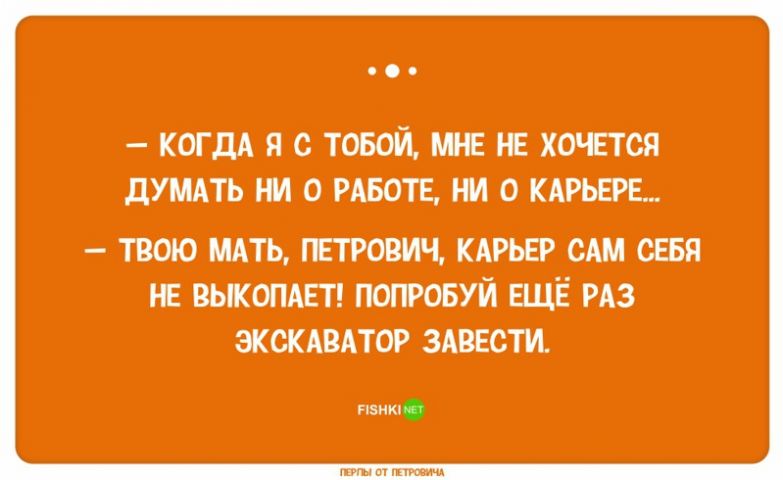 – КОГДА Я С ТОБОЙ, МНЕ НЕ ХОЧЕТСЯ
ДУМАТЬ НИ О РАБОТЕ, НИ О КАРЬЕРЕ...
– ТВОЮ МАТЬ, ПЕТРОВИЧ, КАРЬЕР САМ СЕБЯ
НЕ ВЫКОПАЕТ! ПОПРОБУЙ ЕЩЁ РАЗ
ЭКСКАВАТОР ЗАВЕСТИ.
FISHKI NET
ПЕРЛЫ ОТ ПЕТРОВИЧА